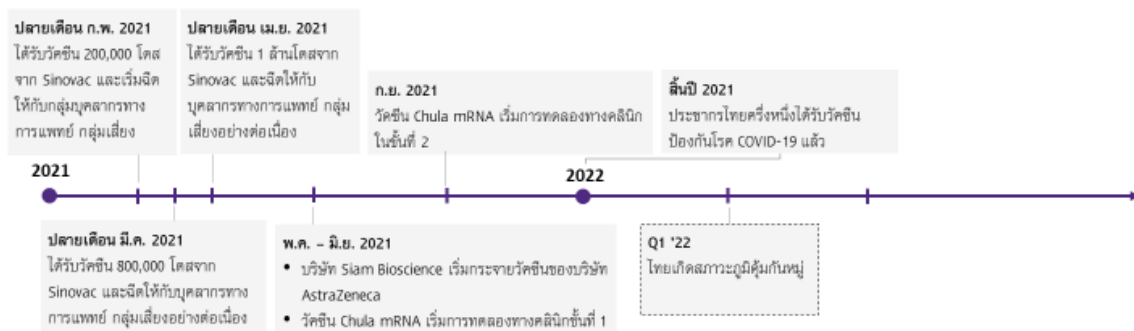 ปลายเดือน ก.พ. 2021
ได้รับวัคซีน 200,000 โดส
จาก Sinovac และเริ่มฉีด
ให้กับกลุ่มบุคลากรทาง
การแพทย์ กลุ่มเสี่ยง
ปลายเดือน เม.ย. 2021
ได้รับวัคซีน 1 ล้านโดสจาก
Sinovac และฉีดให้กับ
บุคลากรทางการแพทย์ กลุ่ม
เสี่ยงอย่างต่อเนื่อง
ก.ย. 2021
วัคซีน Chula mRNA เริ่มการทดลองทางคลินิก
ในขั้นที่ 2
สิ้นปี 2021
ประชากรไทยครึ่งหนึ่งได้รับวัคซีน
ป้องกันโรค COVID-19 แล้ว
2021
2022
ปลายเดือน มี.ค. 2021
ได้รับวัคซีน 800,000 โดสจาก
Sinovac และฉีดให้กับบุคลากรทาง
การแพทย์ กลุ่มเสี่ยงอย่างต่อเนื่อง
พ.ค. – มิ.ย. 2021
• บริษัท Siam Bioscience เริ่มกระจายวัคซีนของบริษัท
AstraZeneca
• วัคซีน Chula mRNA เริ่มการทดลองทางคลินิกขั้นที่ 1
Q1 '22
ไทยเกิดสภาวะภูมิคุ้มกันหมู่